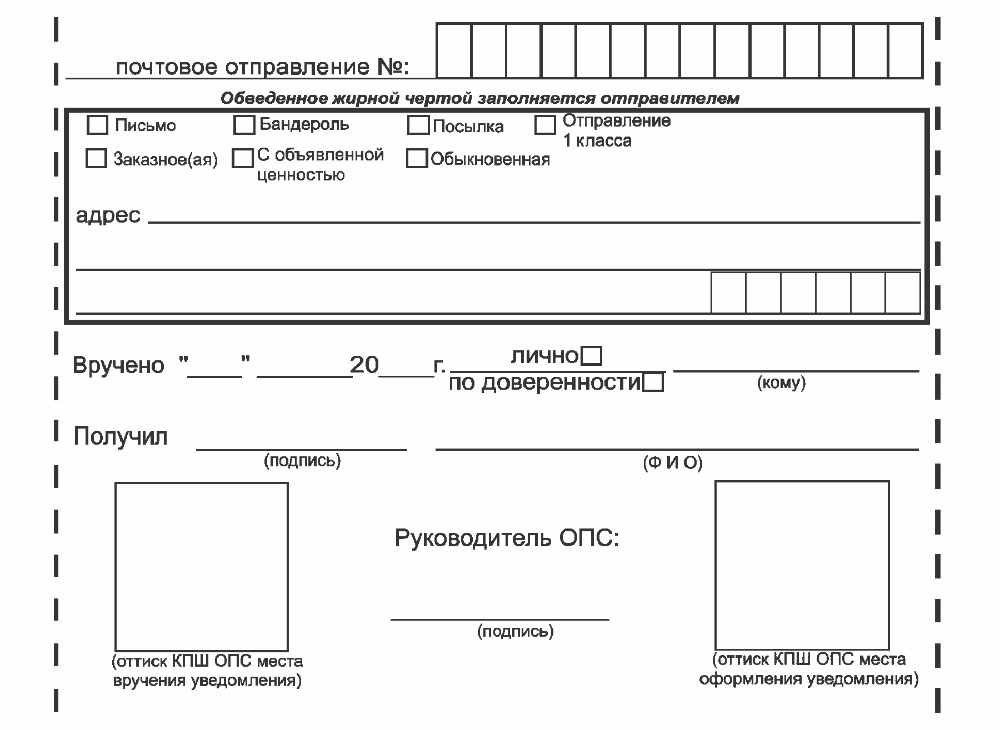 почтовое отправление №:
Обведенное жирной чертой заполняется отправителем
Письмо Бандероль Посылка Отправление
1 класса
Заказное(ая) С объявленной Обыкновенная
ценностью
адрес
Вручено "____" _______20____г. лично
по доверенности (кому)
Получил
(подпись) (Ф И О)
Руководитель ОПС:
(подпись)
(оттиск КПШ ОПС места (оттиск КПШ ОПС места
вручения уведомления) оформления уведомления)